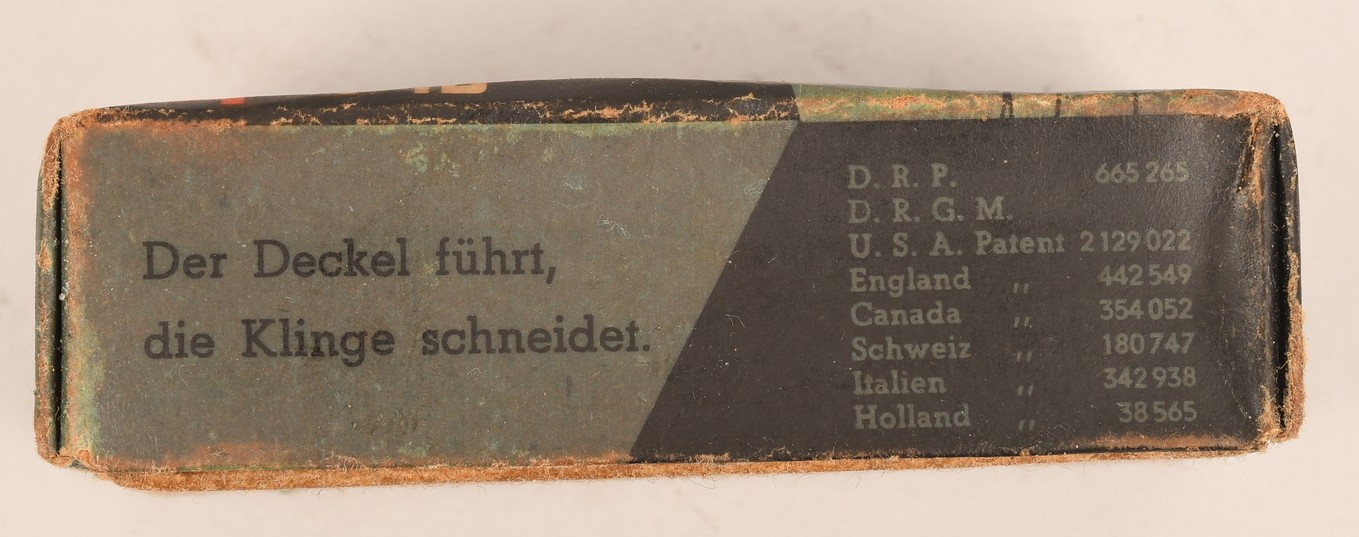 Der Deckel führt,
die Klinge schneidet.
D. R. P. 665 265
D. R. G. M.
U. S. A. Patent 2 129 022
England „ 442 549
Canada „ 354 052
Schweiz „ 180 747
Italien „ 342 938
Holland „ 38 565